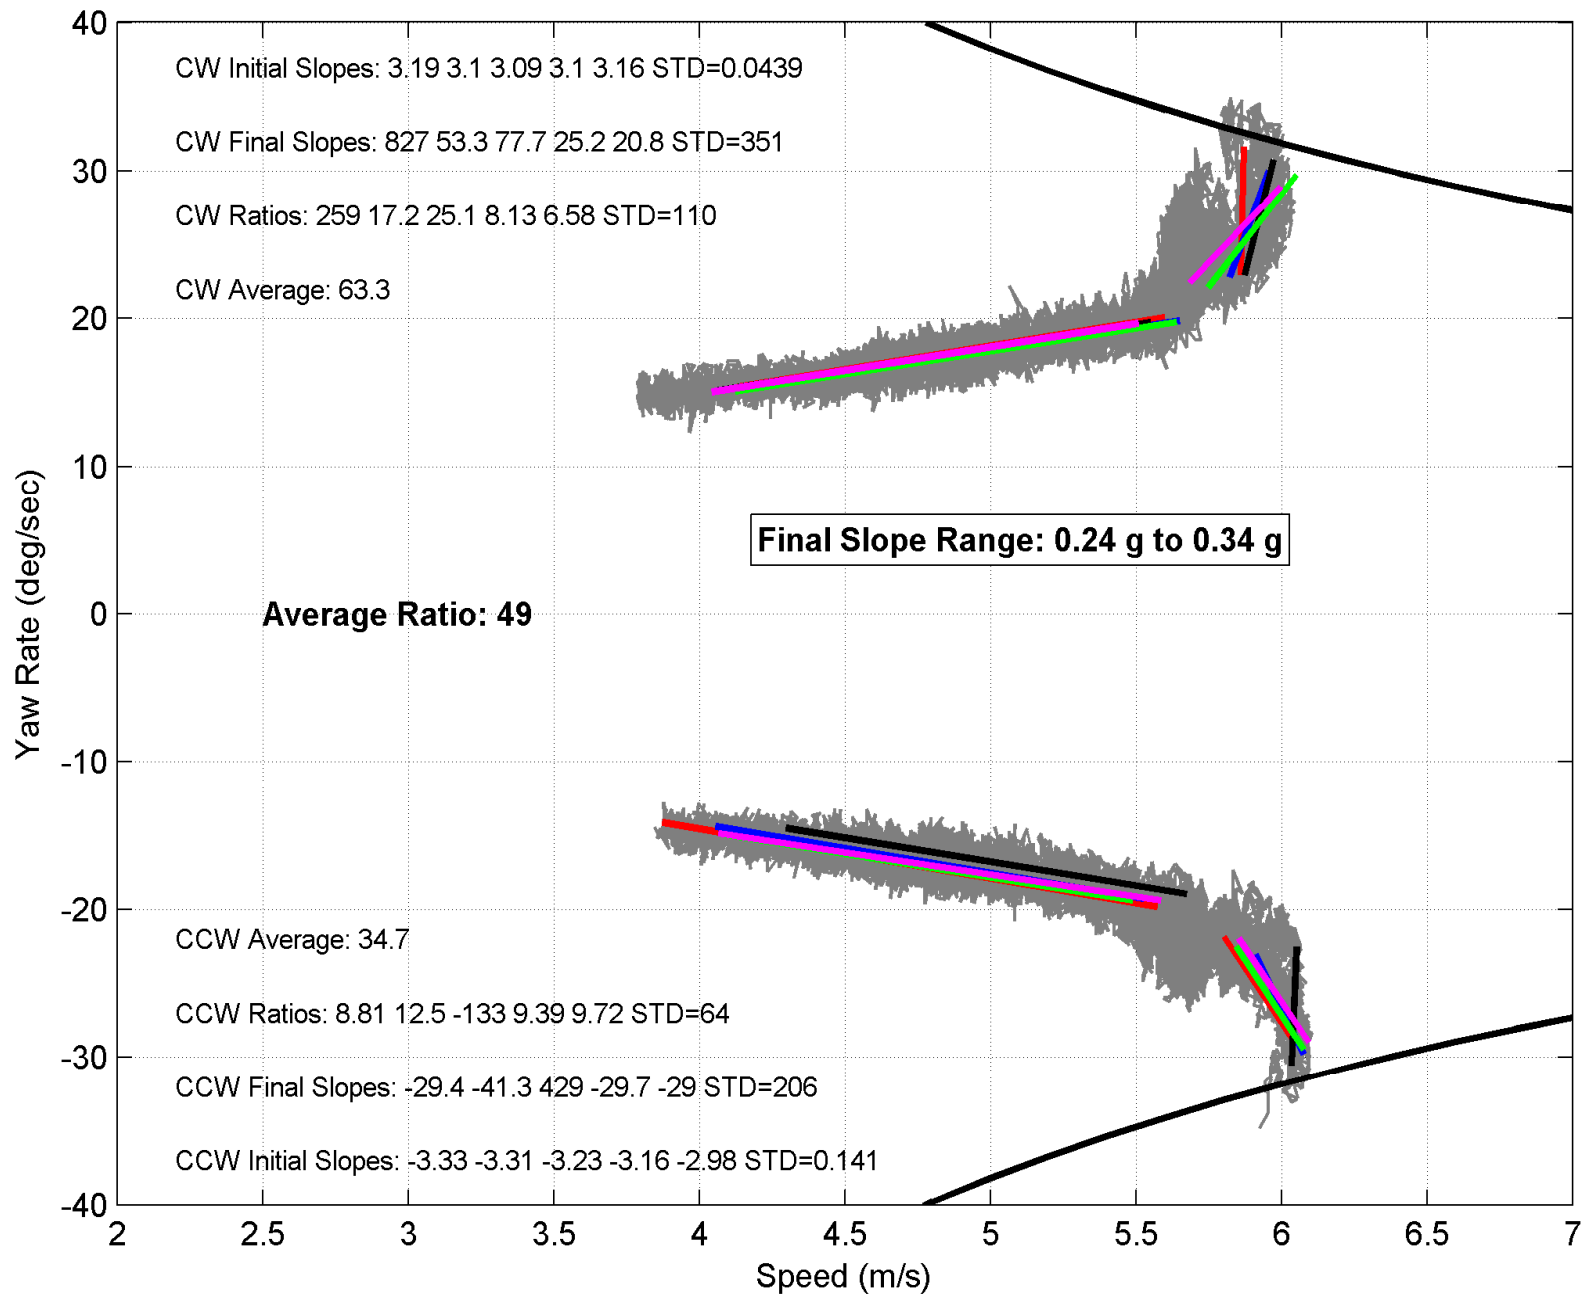 40
CW Initial Slopes: 3.19 3.1 3.09 3.1 3.16 STD=0.0439
CW Final Slopes: 827 53.3 77.7 25.2 20.8 STD=351
30
CW Ratios: 259 17.2 25.1 8.13 6.58 STD=110
CW Average: 63.3
20
10
Final Slope Range: 0.24 g to 0.34 g
Yaw Rate (deg/sec)
0
Average Ratio: 49
-10
-20
CCW Average: 34.7
CCW Ratios: 8.81 12.5 -133 9.39 9.72 STD=64
-30
CCW Final Slopes: -29.4 -41.3 429 -29.7 -29 STD=206
CCW Initial Slopes: -3.33 -3.31 -3.23 -3.16 -2.98 STD=0.141
-40
2 2.5 3 3.5 4 4.5 5 5.5 6 6.5 7
Speed (m/s)